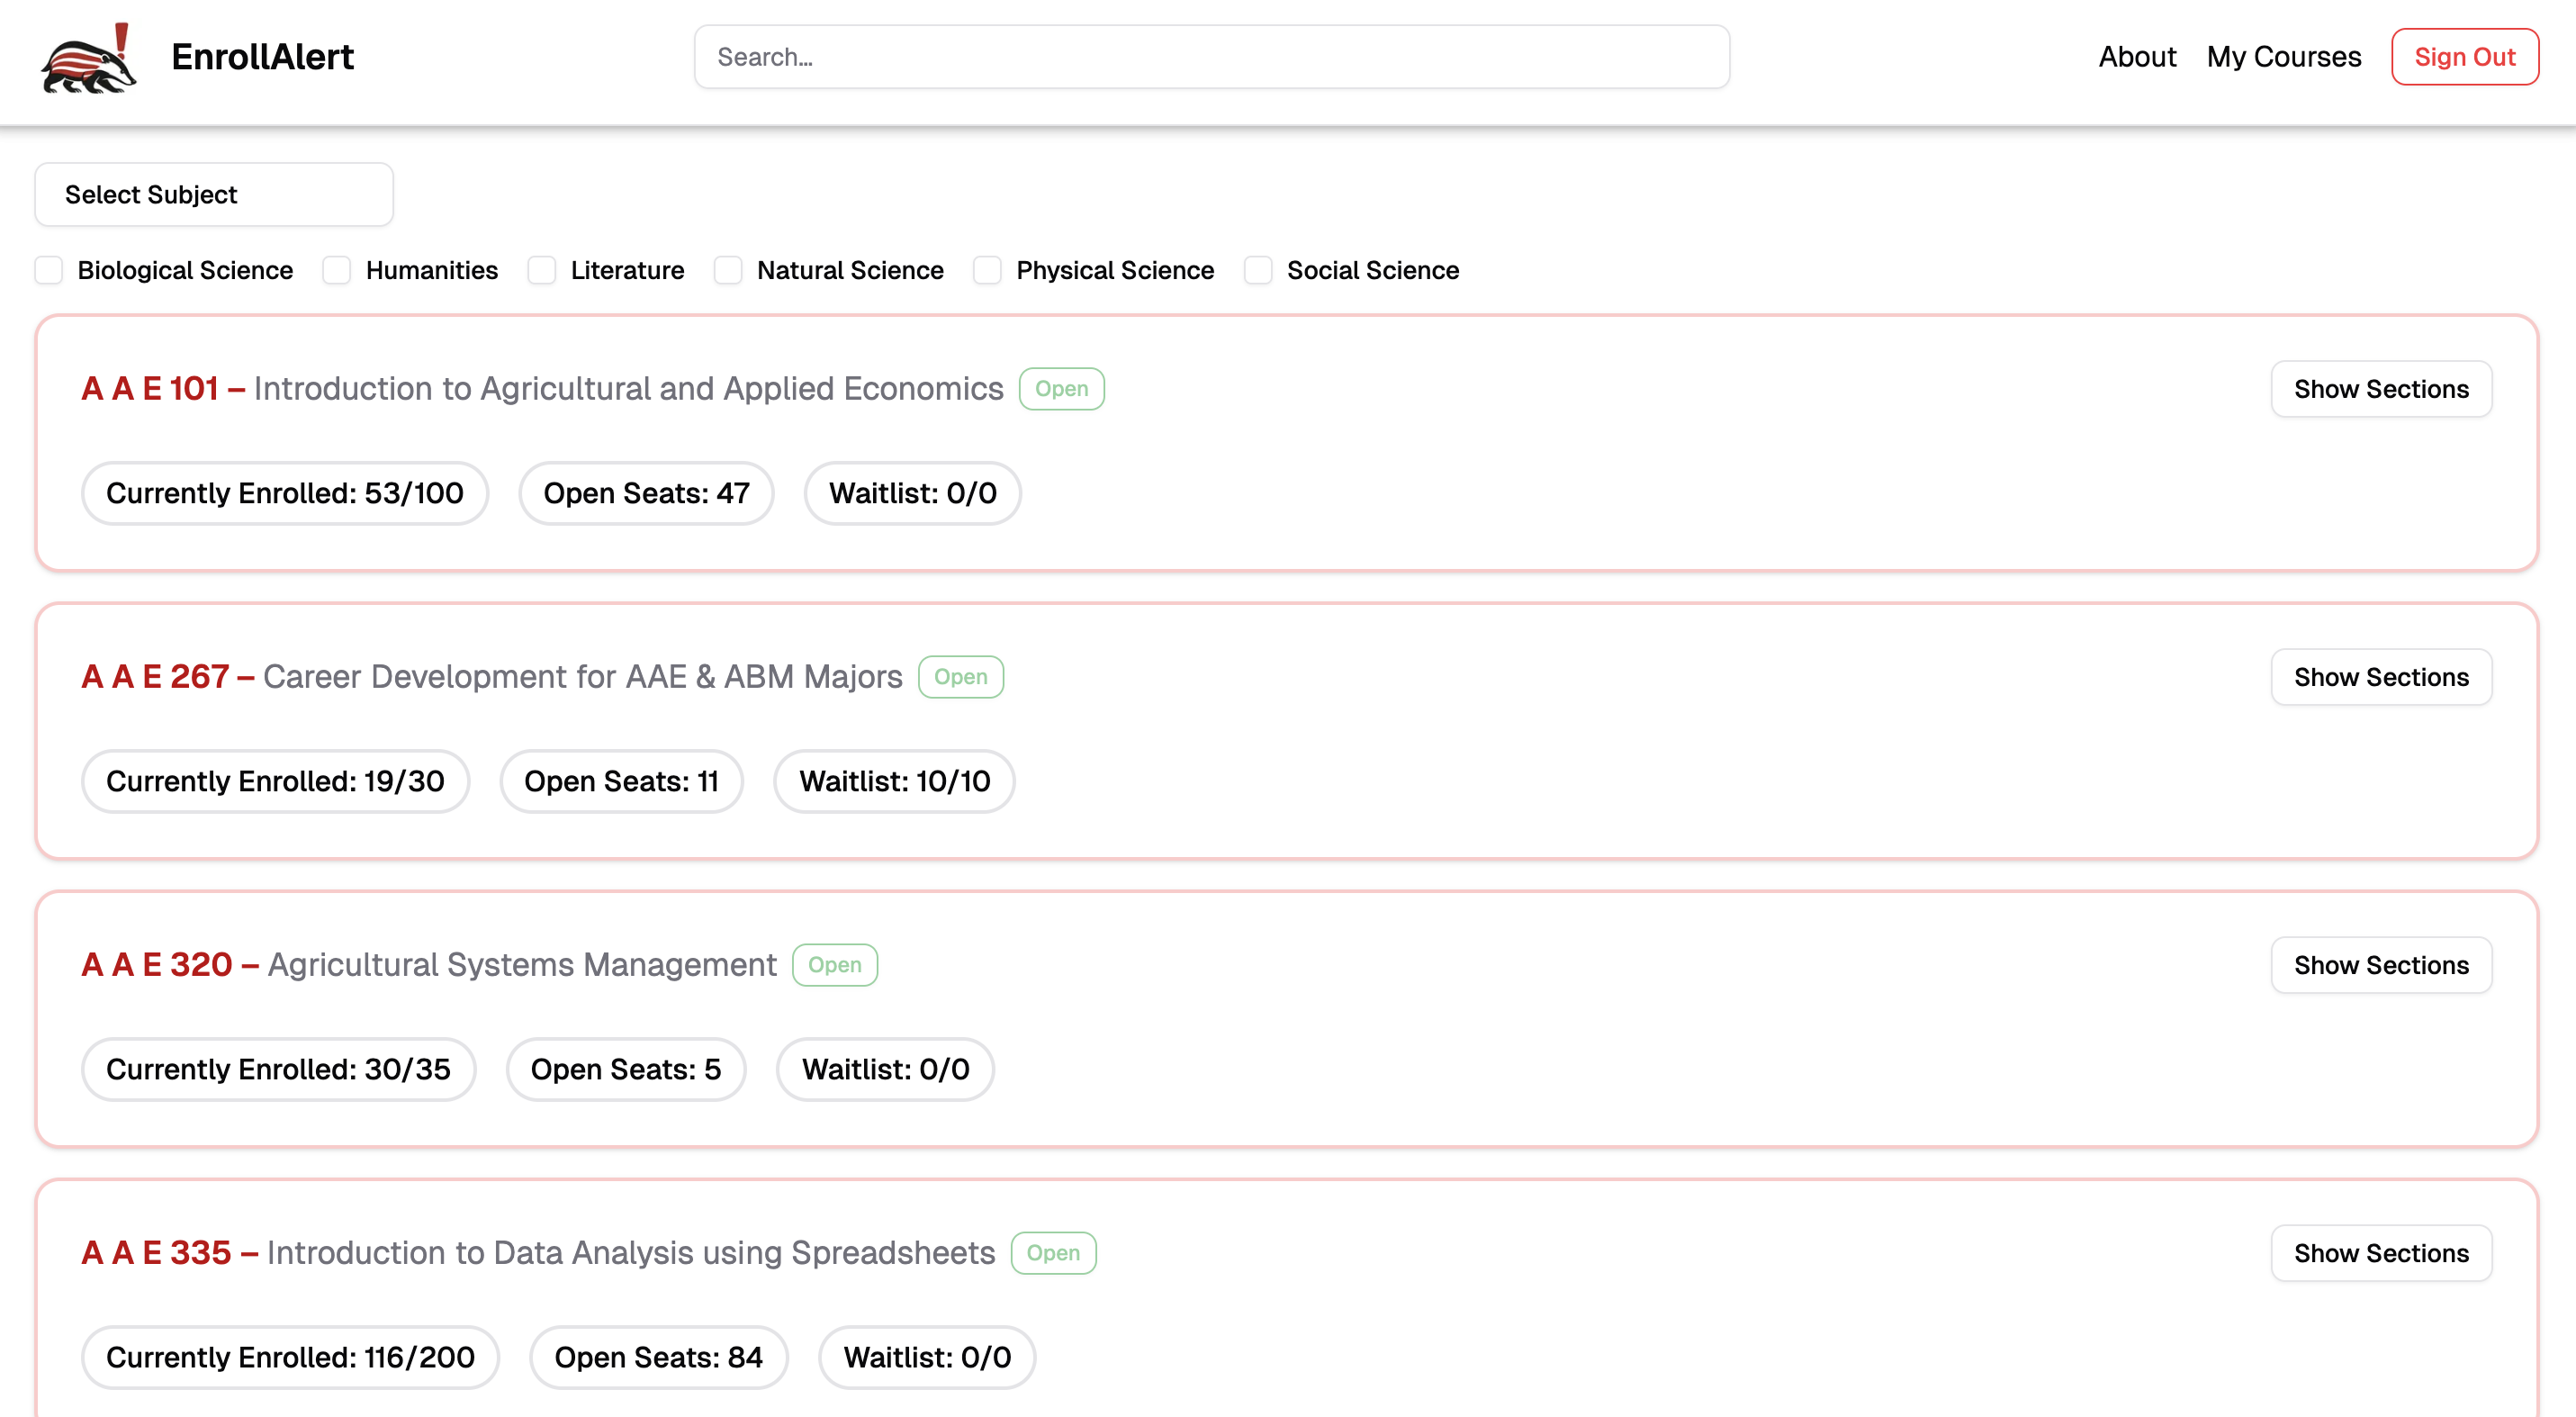 EnrollAlert
Search...
About
My Courses
Sign Out
Select Subject
Biological Science
Humanities
Literature
Natural Science
Physical Science
Social Science
A A E 101 – Introduction to Agricultural and Applied Economics Open
Show Sections
Currently Enrolled: 53/100
Open Seats: 47
Waitlist: 0/0
A A E 267 – Career Development for AAE & ABM Majors Open
Show Sections
Currently Enrolled: 19/30
Open Seats: 11
Waitlist: 10/10
A A E 320 – Agricultural Systems Management Open
Show Sections
Currently Enrolled: 30/35
Open Seats: 5
Waitlist: 0/0
A A E 335 – Introduction to Data Analysis using Spreadsheets Open
Show Sections
Currently Enrolled: 116/200
Open Seats: 84
Waitlist: 0/0